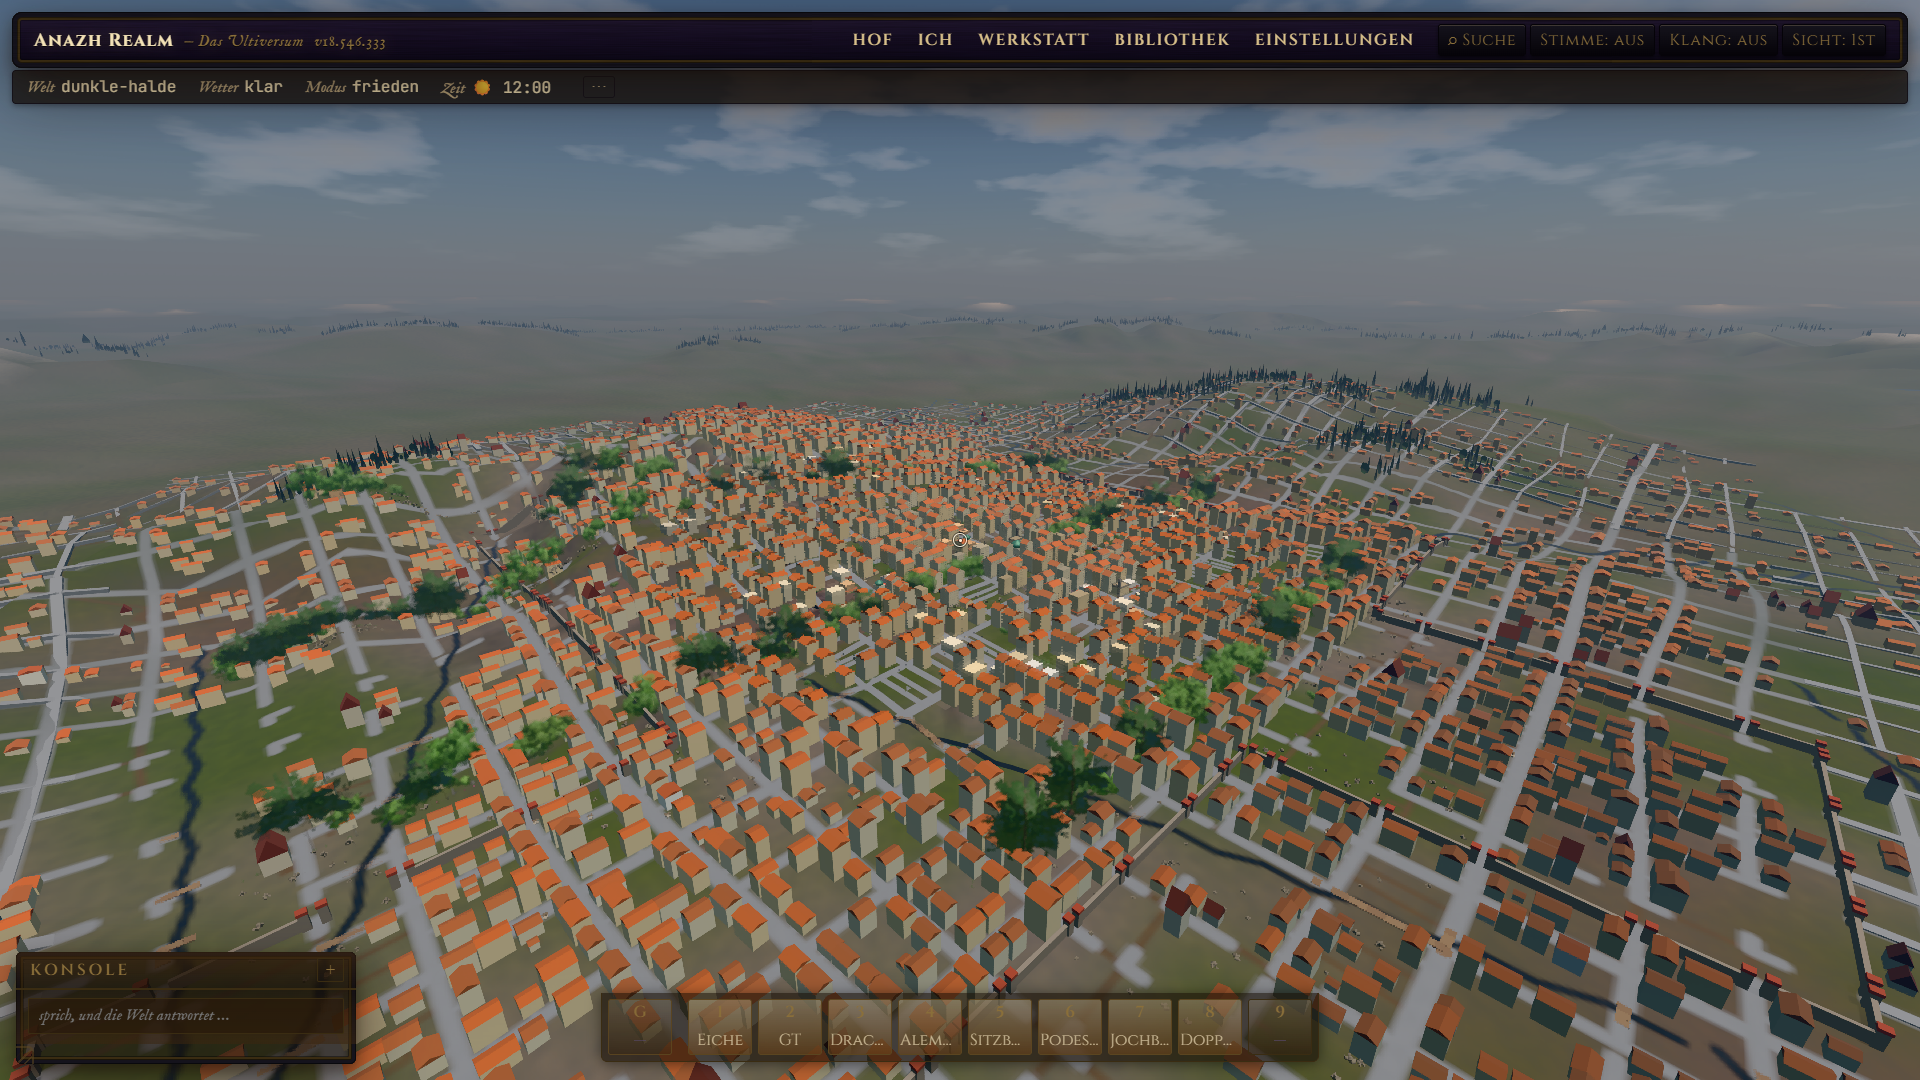 Anazh Realm – Das Ultiversum v18.546.333
HOF ICH WERKSTATT BIBLIOTHEK EINSTELLUNGEN ⌕ SUCHE STIMME: AUS KLANG: AUS SICHT: IST
Welt dunkle-halde Wetter klar Modus frieden Zeit 12:00 ...
KONSOLE +
sprich, und die Welt antwortet ...
G 1 2 3 4 5 6 7 8 9
— EICHE GT DRAC... ALEM... SITZB... PODES... JOCHB... DOPP... —